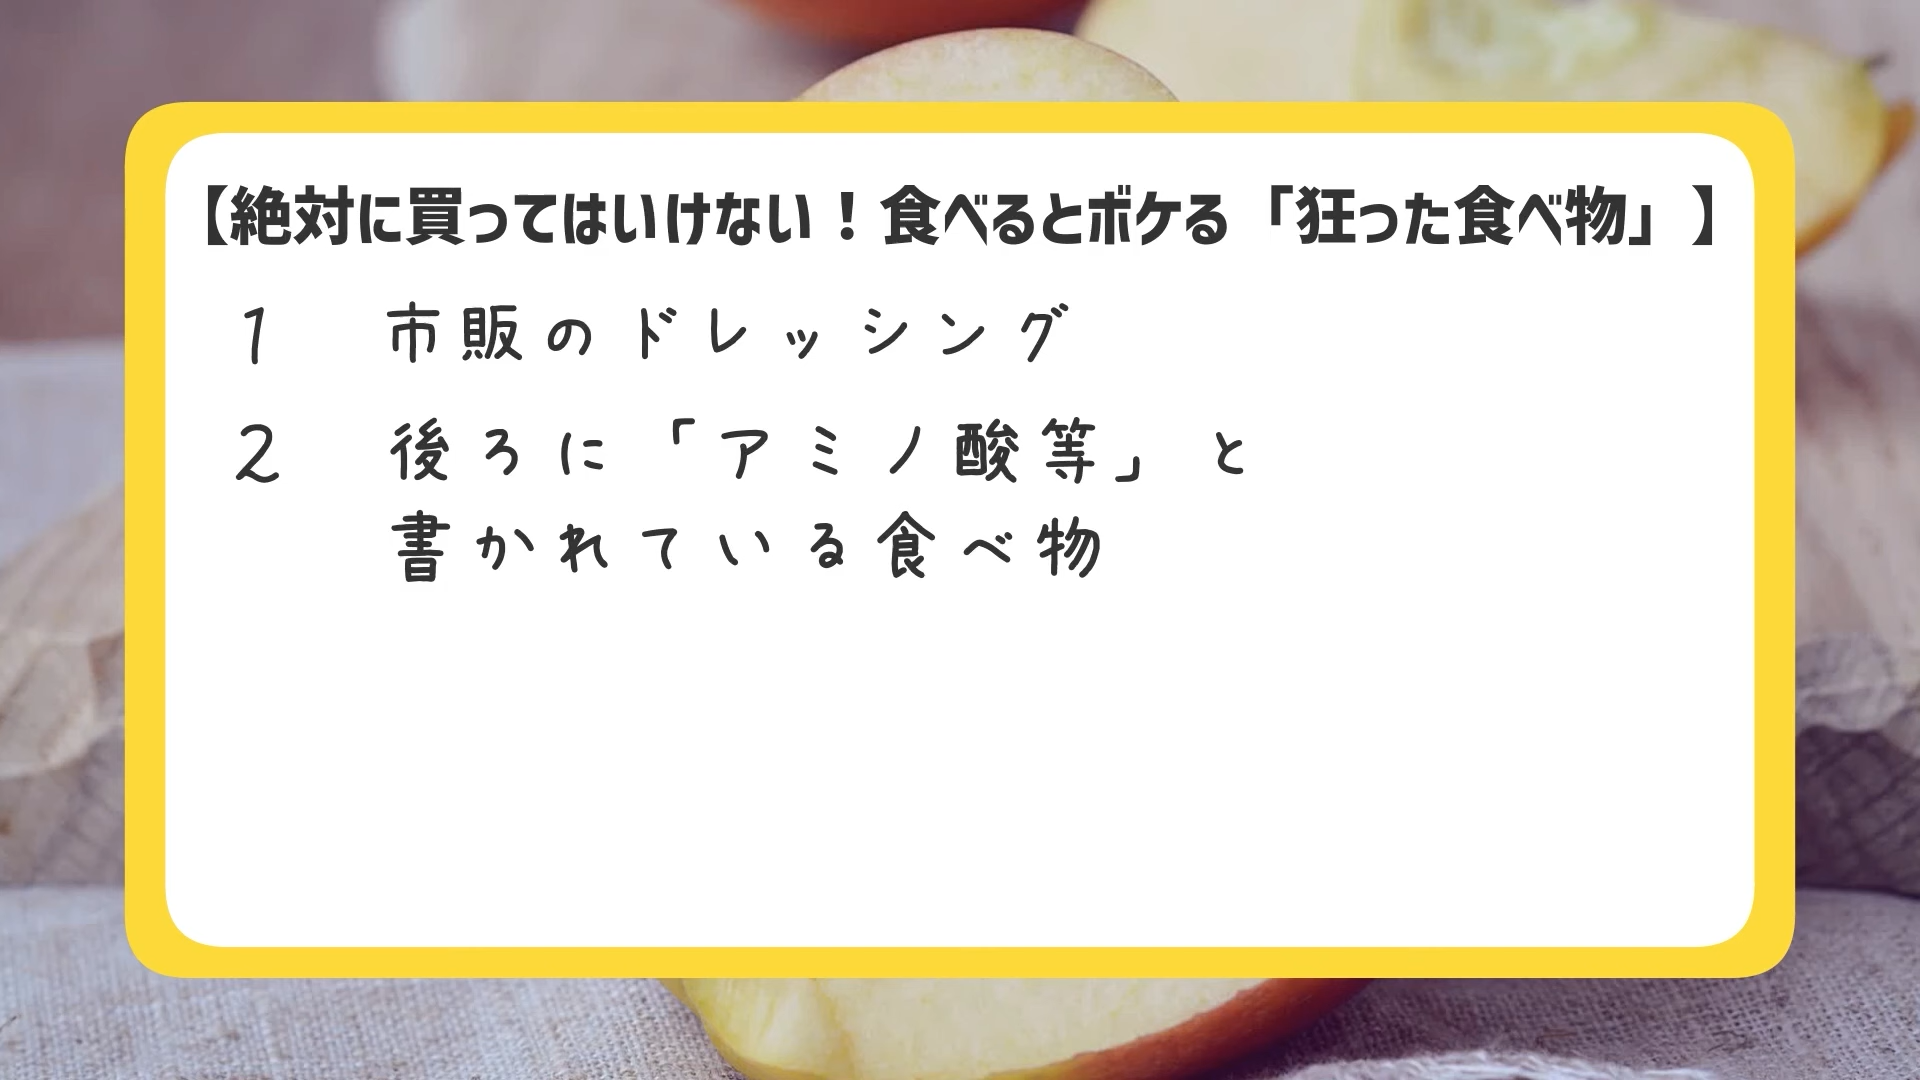 【絶対に買ってはいけない！食べるとボケる「狂った食べ物」】
1 市販のドレッシング
2 後ろに「アミノ酸等」と
書かれている食べ物